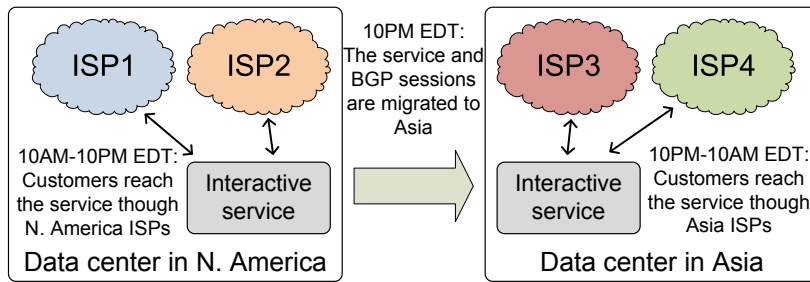 ISP1
ISP2
10AM-10PM EDT:
Customers reach
the service though
N. America ISPs
Interactive
service
Data center in N. America
10PM EDT:
The service and
BGP sessions
are migrated to
Asia
ISP3
ISP4
Interactive
service
10PM-10AM EDT:
Customers reach
the service though
Asia ISPs
Data center in Asia